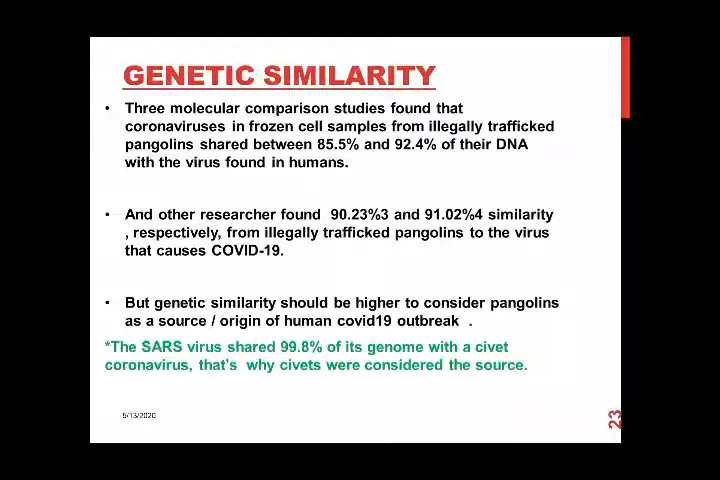 GENETIC SIMILARITY
• Three molecular comparison studies found that
coronaviruses in frozen cell samples from illegally trafficked
pangolins shared between 85.5% and 92.4% of their DNA
with the virus found in humans.
• And other researcher found 90.23%3 and 91.02%4 similarity
, respectively, from illegally trafficked pangolins to the virus
that causes COVID-19.
• But genetic similarity should be higher to consider pangolins
as a source / origin of human covid19 outbreak .
*The SARS virus shared 99.8% of its genome with a civet
coronavirus, that’s why civets were considered the source.
5/13/2020
23